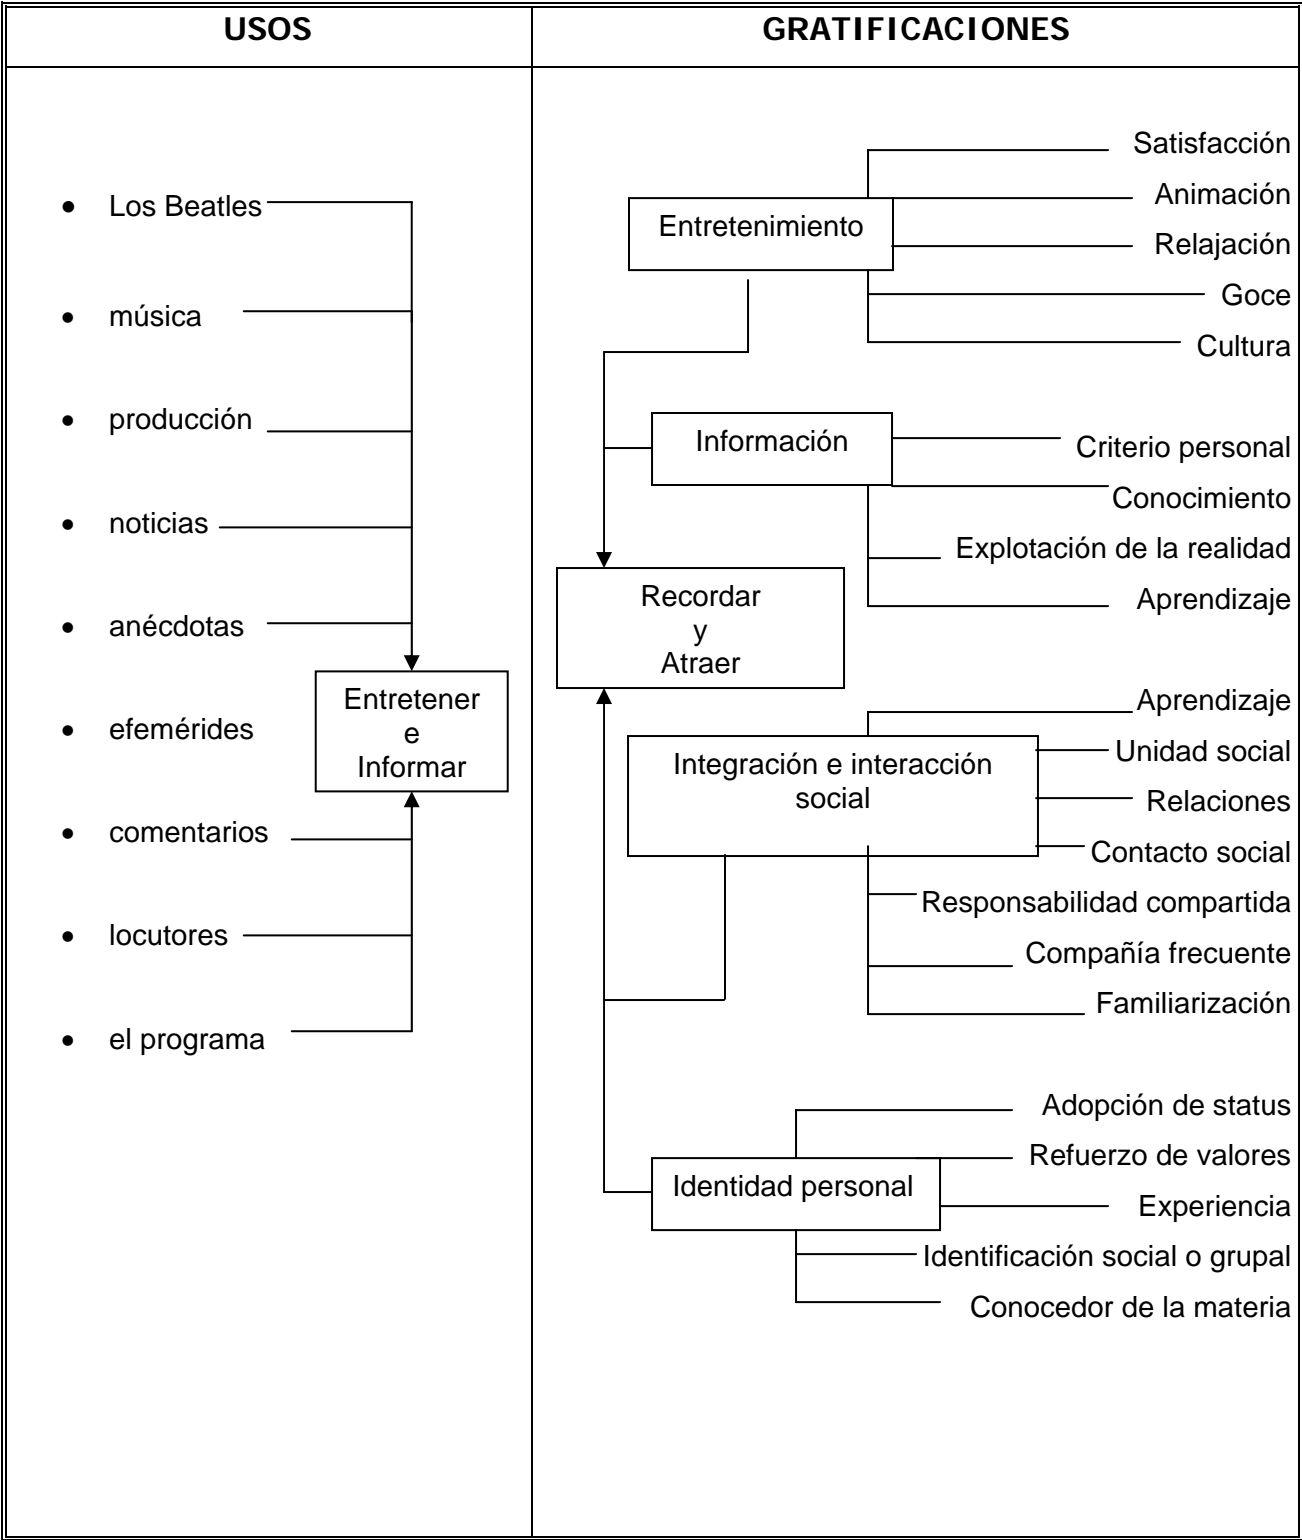 USOS
GRATIFICACIONES
• Los Beatles
• música
• producción
• noticias
• anécdotas
• efemérides
• comentarios
• locutores
• el programa
Entretener
e
Informar
Entretenimiento
Satisfacción
Animación
Relajación
Goce
Cultura
Información
Criterio personal
Conocimiento
Explotación de la realidad
Aprendizaje
Recordar
y
Atraer
Integración e interacción
social
Aprendizaje
Unidad social
Relaciones
Contacto social
Responsabilidad compartida
Compañía frecuente
Familiarización
Identidad personal
Adopción de status
Refuerzo de valores
Experiencia
Identificación social o grupal
Conocedor de la materia